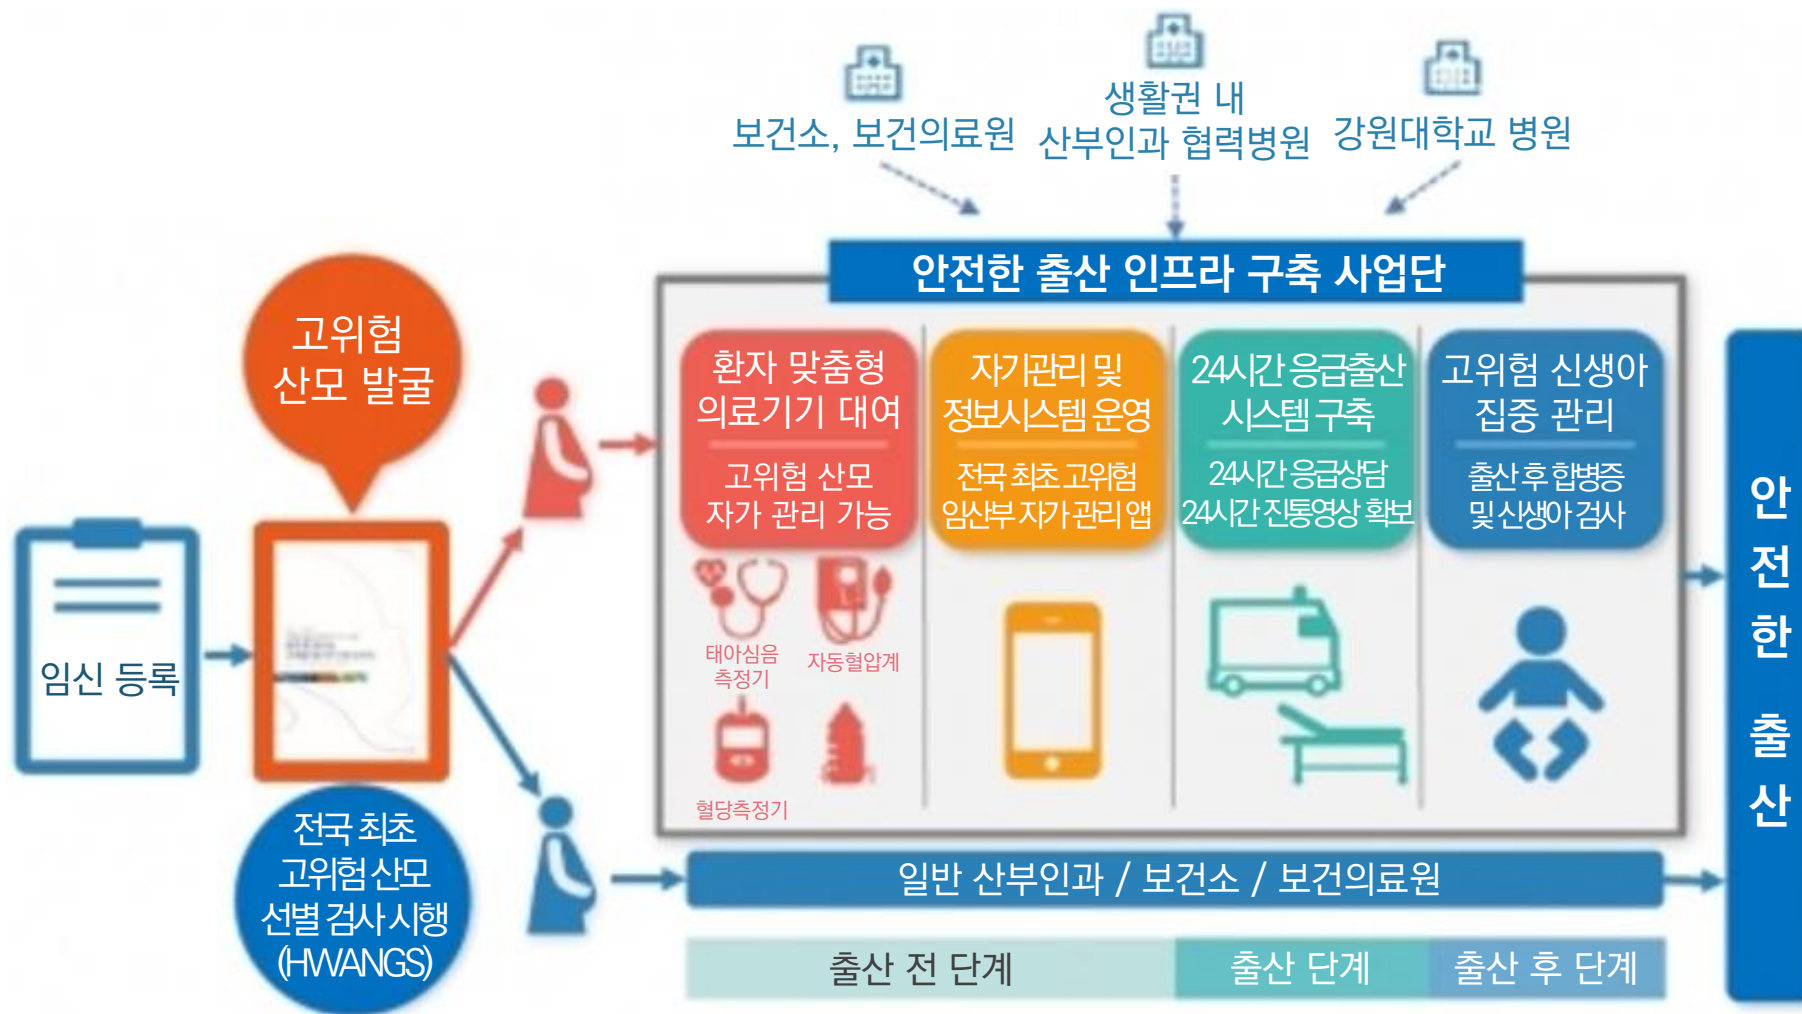 보건소, 보건의료원
생활권 내
산부인과 협력병원
강원대학교 병원
안전한 출산 인프라 구축 사업단
고위험
산모 발굴
환자 맞춤형
의료기기 대여
고위험 산모
자가 관리 가능
태아심음
측정기
자동혈압계
혈당측정기
자기관리 및
정보시스템 운영
전국 최초 고위험
임산부 자가 관리 앱
24시간 응급출산
시스템 구축
24시간 응급상담
24시간 진통영상 확보
고위험 신생아
집중 관리
출산 후 합병증
및 신생아 검사
임신 등록
전국 최초
고위험 산모
선별 검사 시행
(HWANGS)
일반 산부인과 / 보건소 / 보건의료원
출산 전 단계
출산 단계
출산 후 단계
안전한 출산